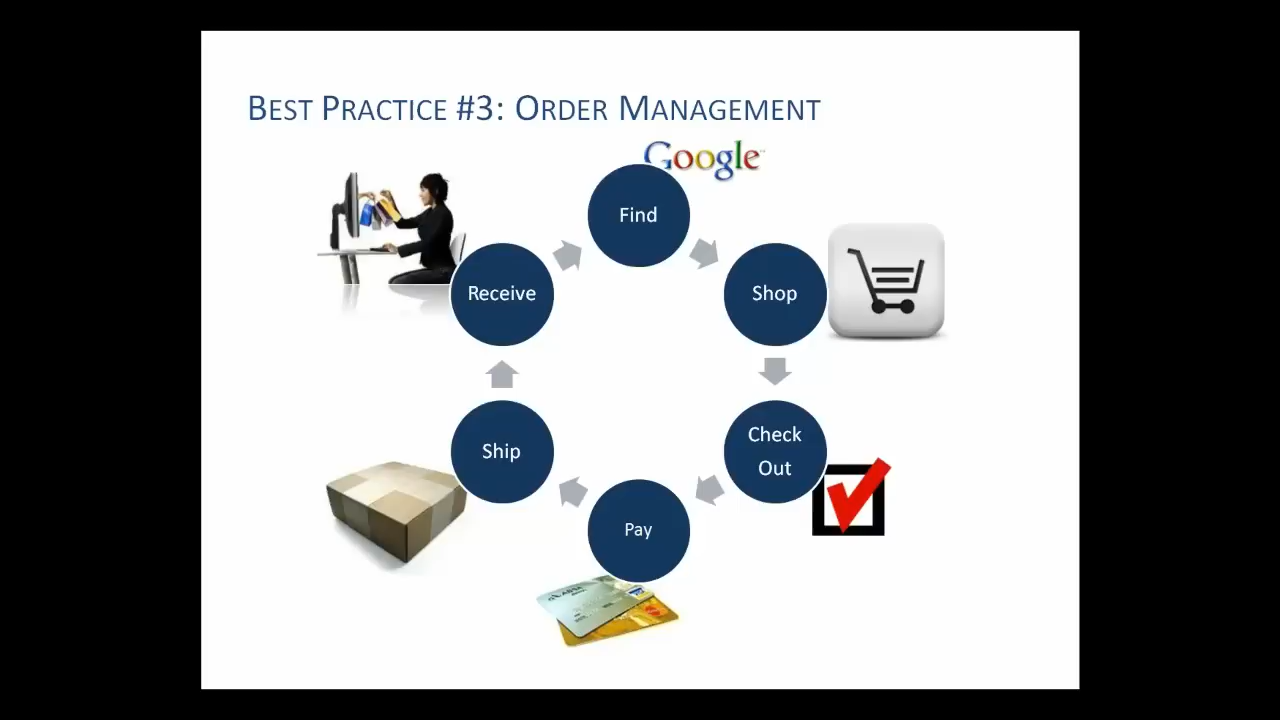 BEST PRACTICE #3: ORDER MANAGEMENT
Google
Find
Shop
Check
Out
Pay
Ship
Receive